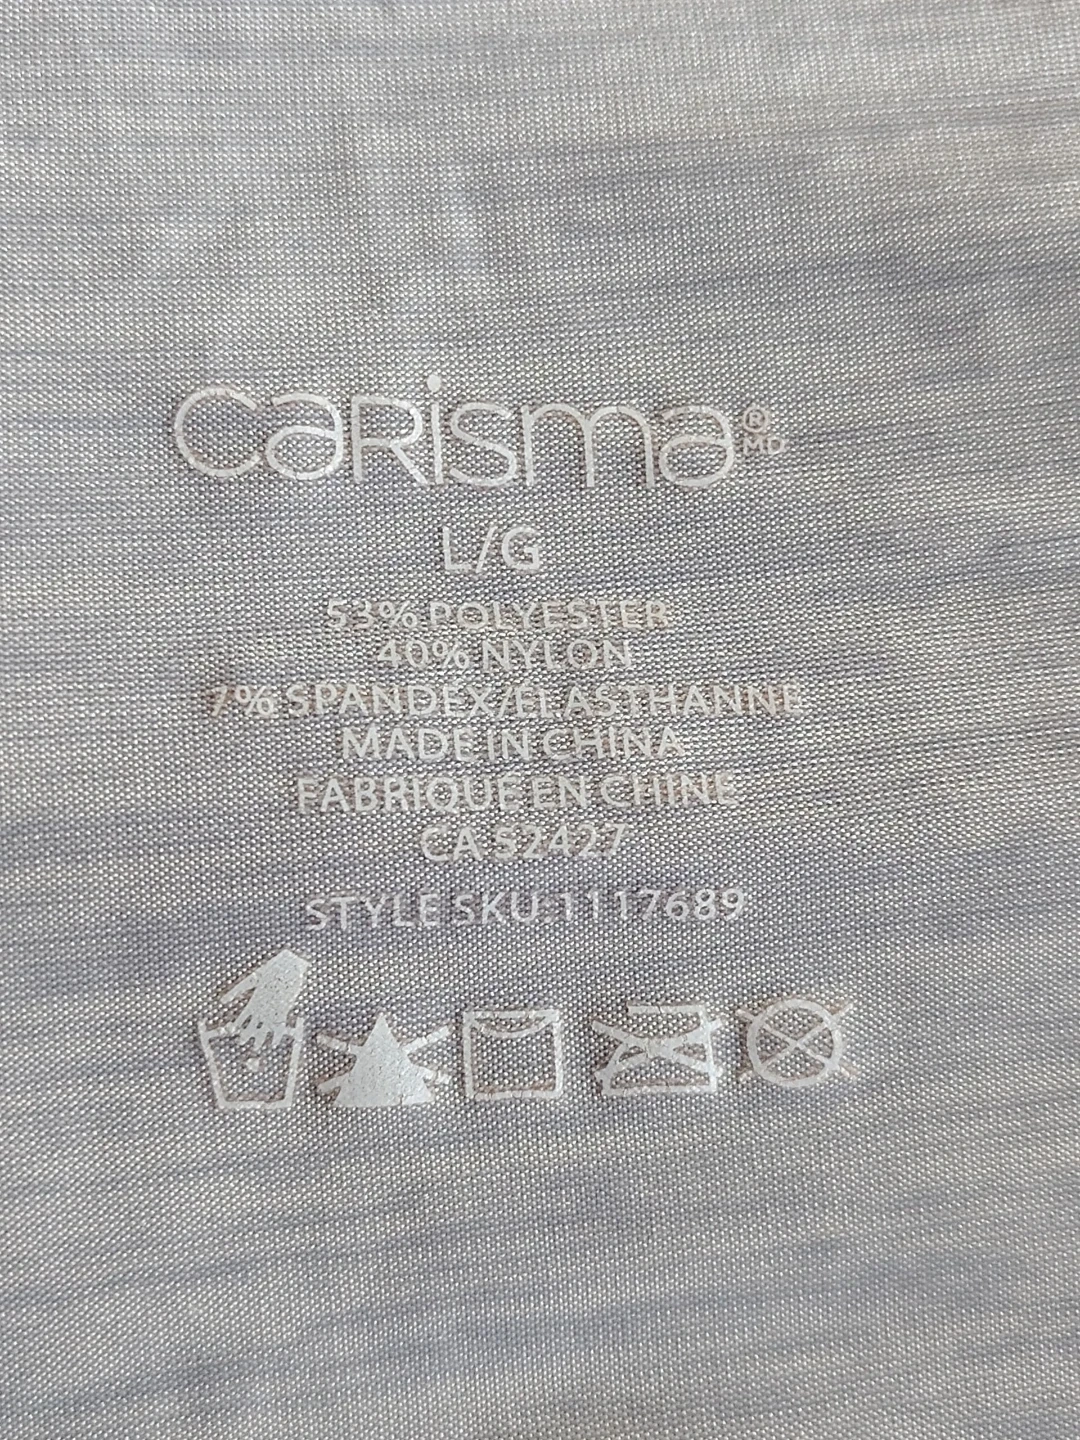 carisma®
MD
L/G
53% POLYESTER
40% NYLON
7% SPANDEX/ÉLASTHANNE
MADE IN CHINA
FABRIQUÉ EN CHINE
CA 52427
STYLE SKU:1117689